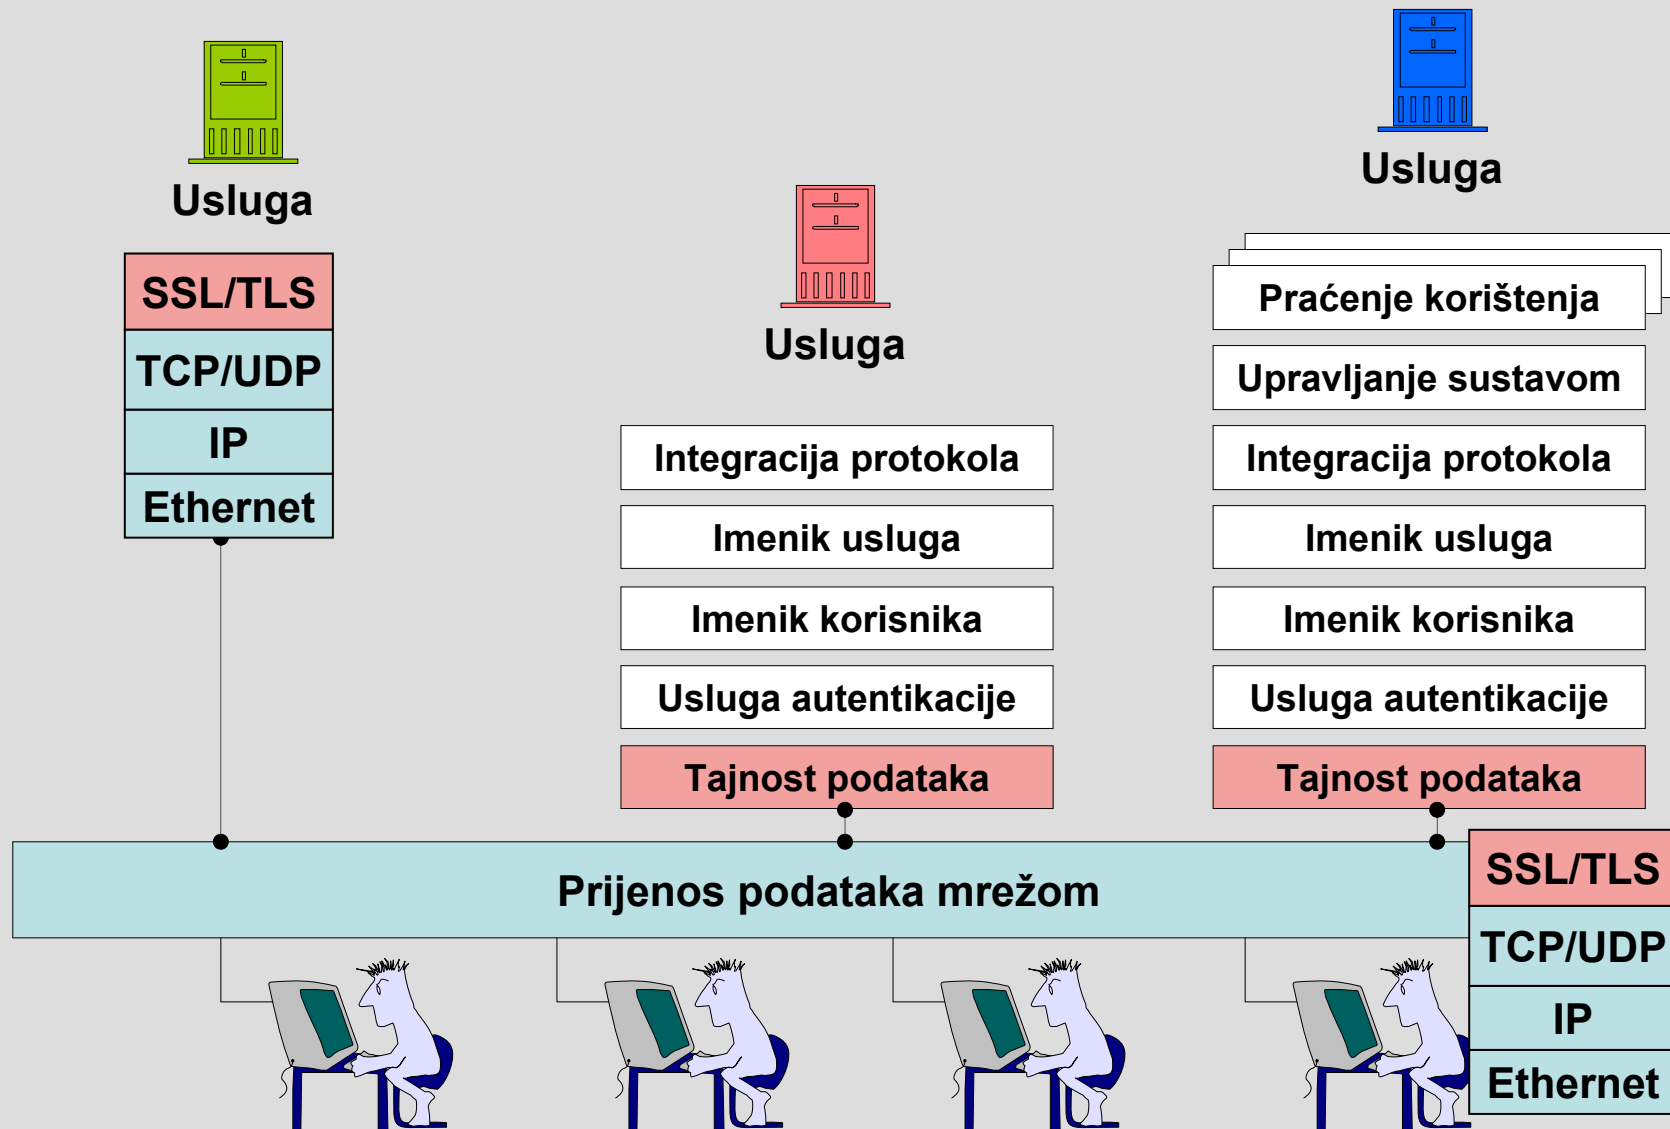 Usluga
SSL/TLS
TCP/UDP
IP
Ethernet
Usluga
Integracija protokola
Imenik usluga
Imenik korisnika
Usluga autentikacije
Tajnost podataka
Usluga
Praćenje korištenja
Upravljanje sustavom
Integracija protokola
Imenik usluga
Imenik korisnika
Usluga autentikacije
Tajnost podataka
Prijenos podataka mrežom
SSL/TLS
TCP/UDP
IP
Ethernet